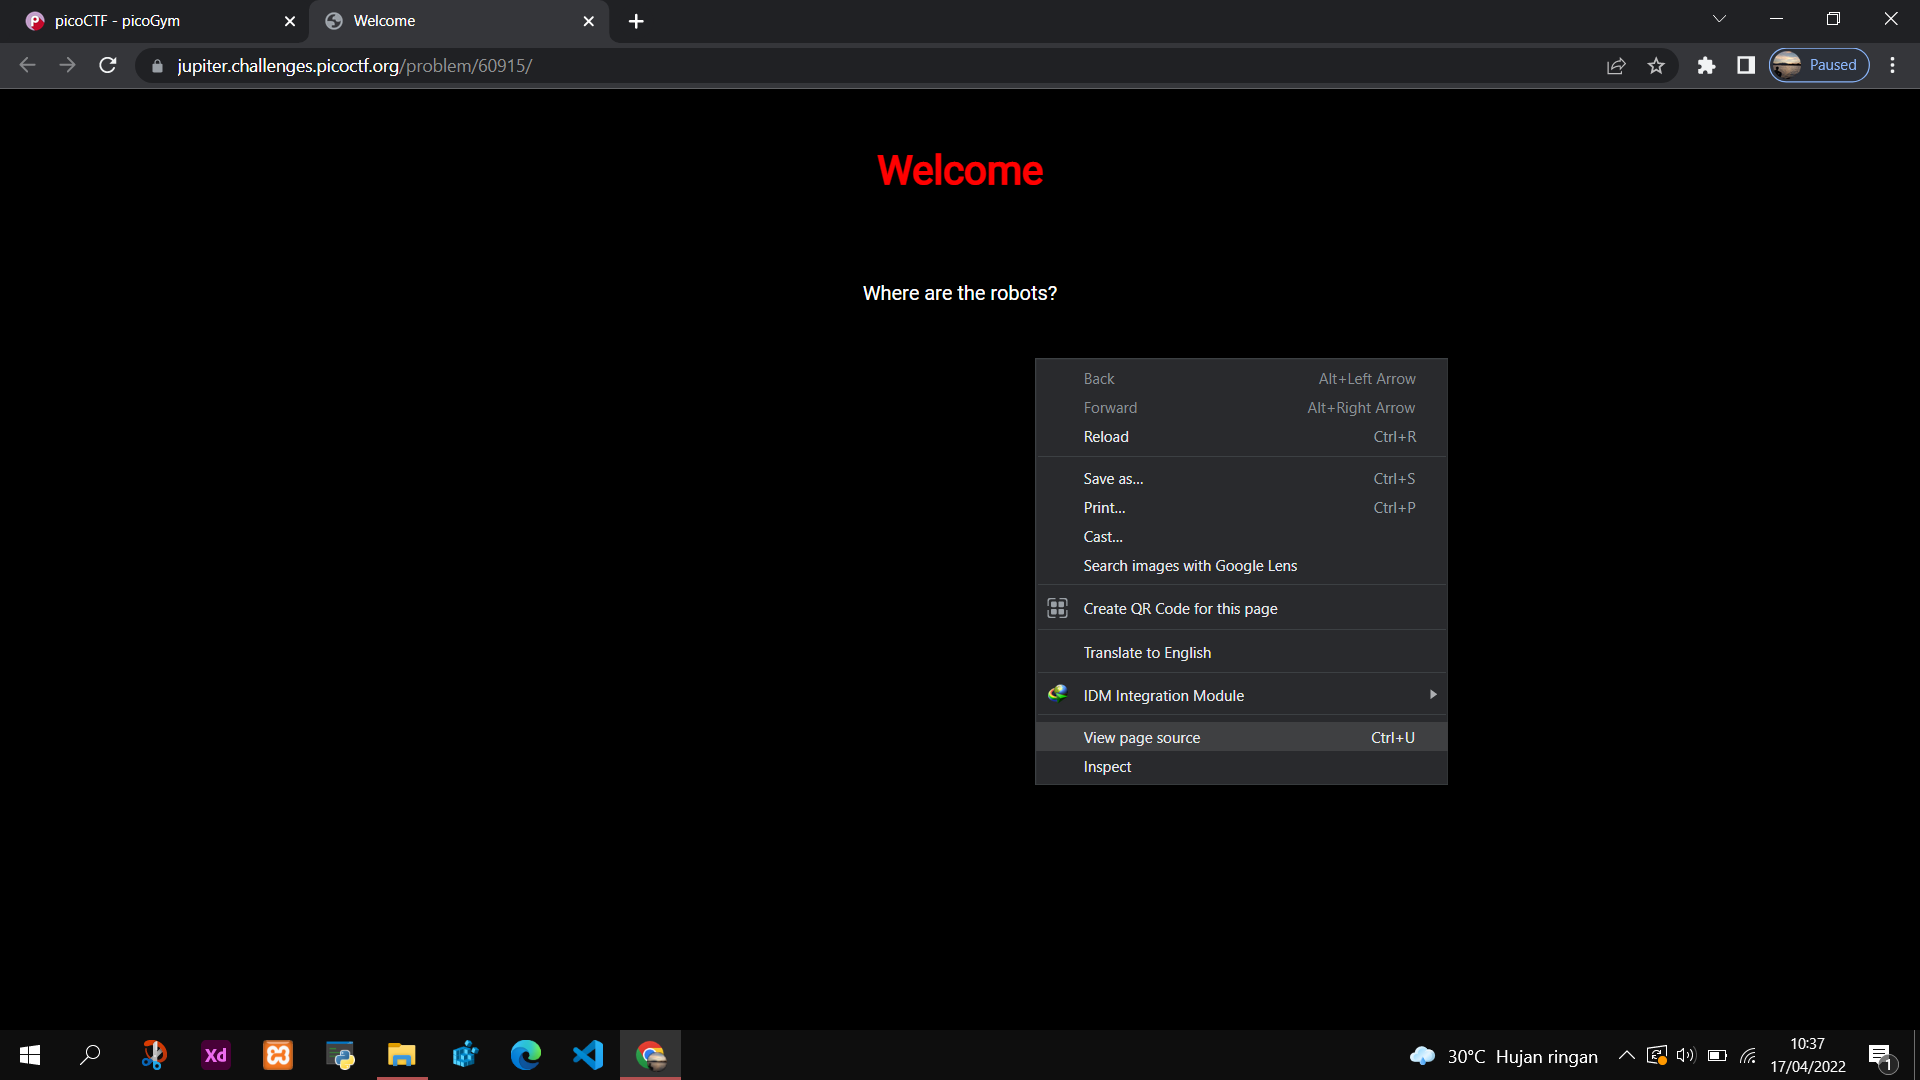 picoCTF - picoGym
Welcome
jupiter.challenges.picoctf.org/problem/60915/
Paused
Welcome
Where are the robots?
Back Alt+Left Arrow
Forward Alt+Right Arrow
Reload Ctrl+R
Save as... Ctrl+S
Print... Ctrl+P
Cast...
Search images with Google Lens
Create QR Code for this page
Translate to English
IDM Integration Module
View page source Ctrl+U
Inspect
Xd
30°C Hujan ringan
10:37
17/04/2022
1